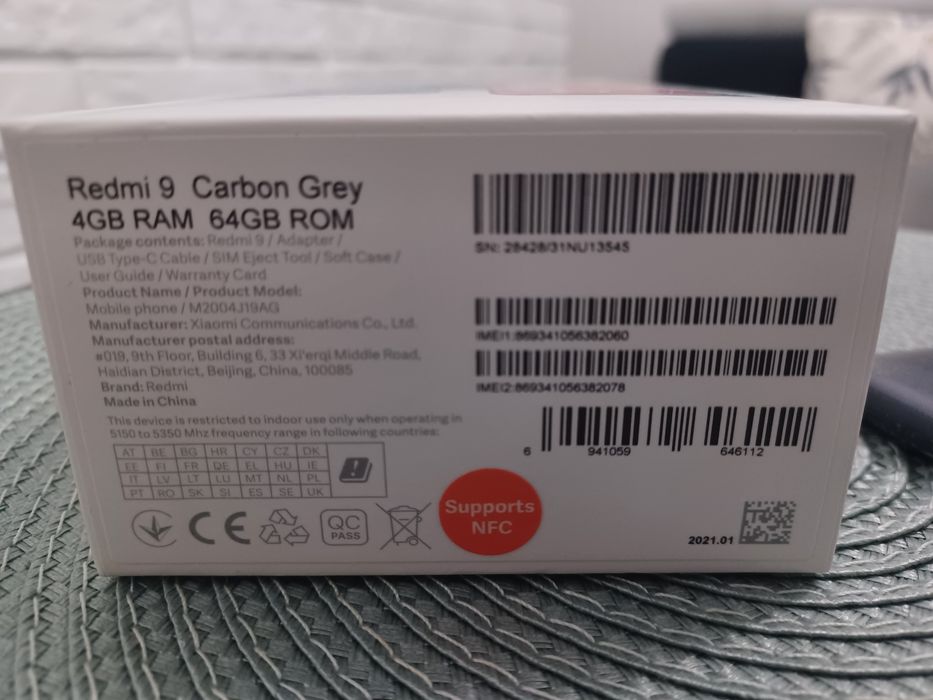 Redmi 9 Carbon Grey
4GB RAM 64GB ROM
Package contents: Redmi 9 / Adapter /
USB Type-C Cable / SIM Eject Tool / Soft Case /
User Guide / Warranty Card
Product Name / Product Model:
Mobile phone / M2004J19AG
Manufacturer: Xiaomi Communications Co., Ltd.
Manufacturer postal address:
#019, 9th Floor, Building 6, 33 Xi'erqi Middle Road,
Haidian District, Beijing, China, 100085
Brand: Redmi
Made in China
This device is restricted to indoor use only when operating in
5150 to 5350 Mhz frequency range in following countries:
AT BE BG HR CY CZ DK
EE FI FR DE EL HU IE
IT LV LT LU MT NL PL
PT RO SK SI ES SE UK
CE
QC
PASS
Supports
NFC
SN: 28428/31NU13545
IMEI1:869341056382060
IMEI2:869341056382078
6 941059 646112
2021.01